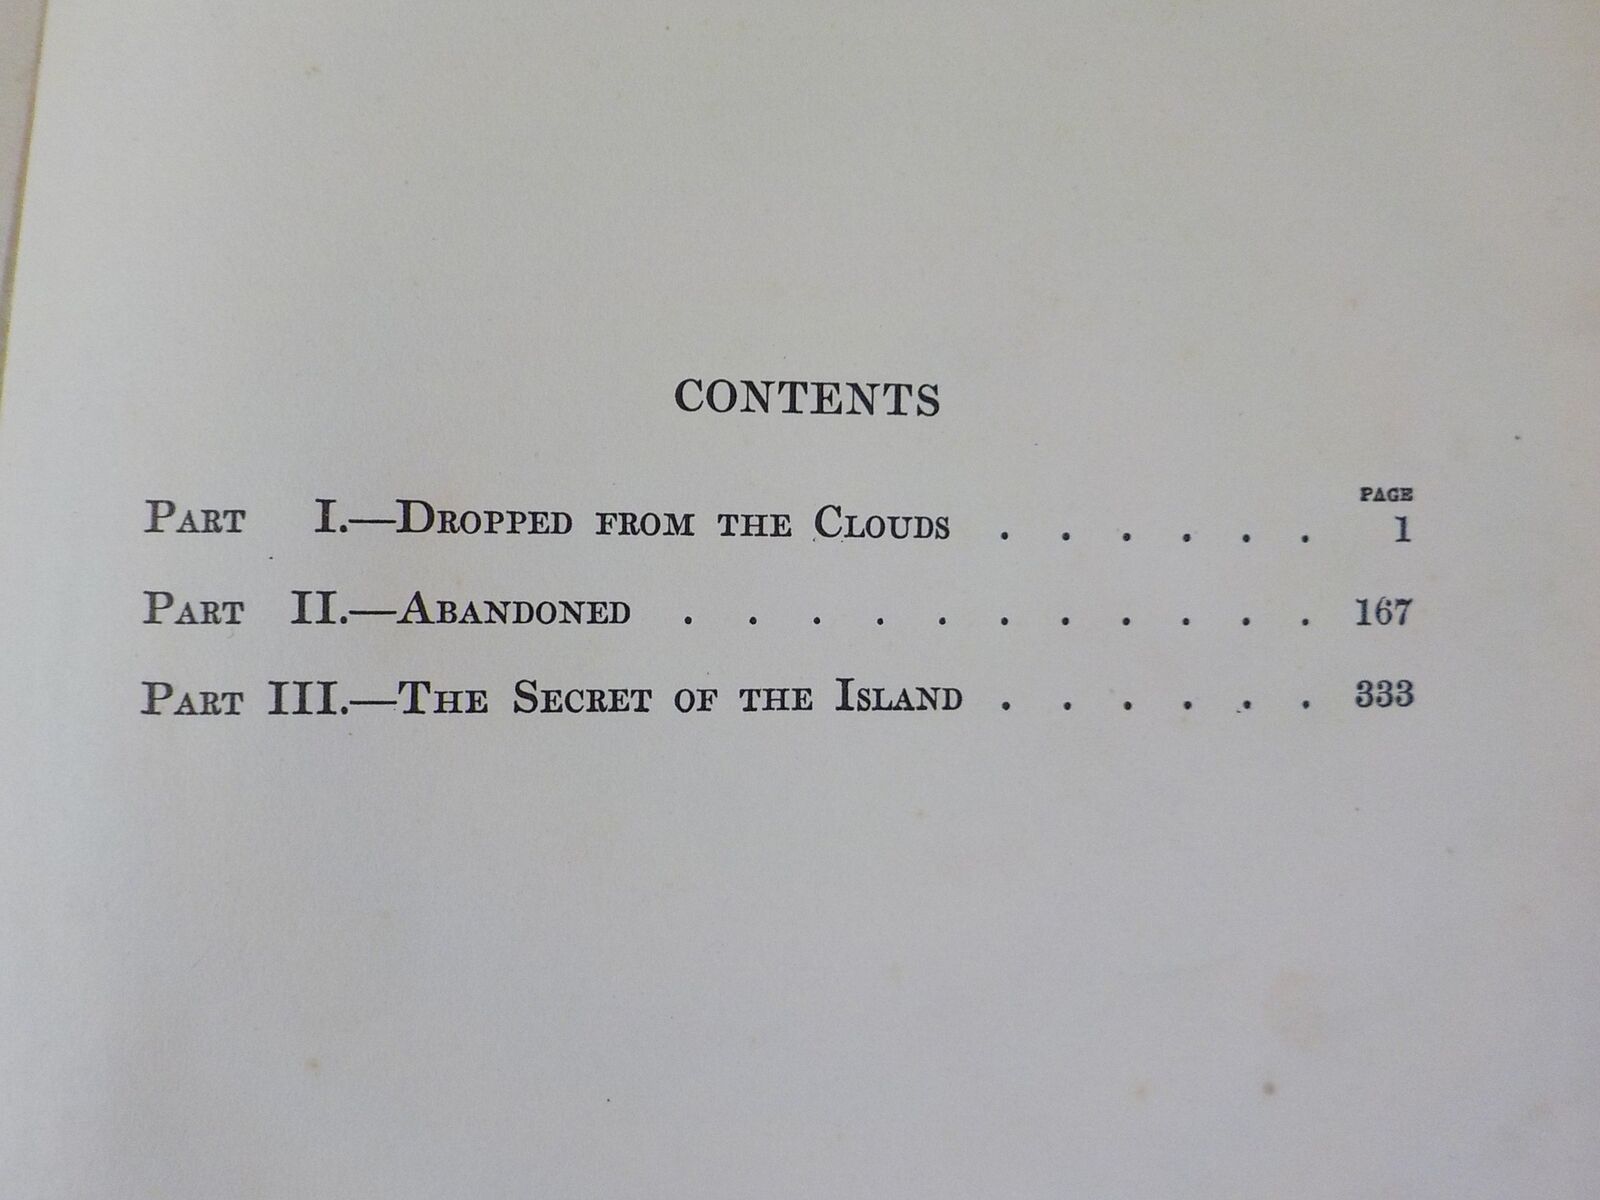 CONTENTS
PAGE
PART I.—DROPPED FROM THE CLOUDS . . . . . . 1
PART II.—ABANDONED . . . . . . . . . . . 167
PART III.—THE SECRET OF THE ISLAND . . . . . . 333